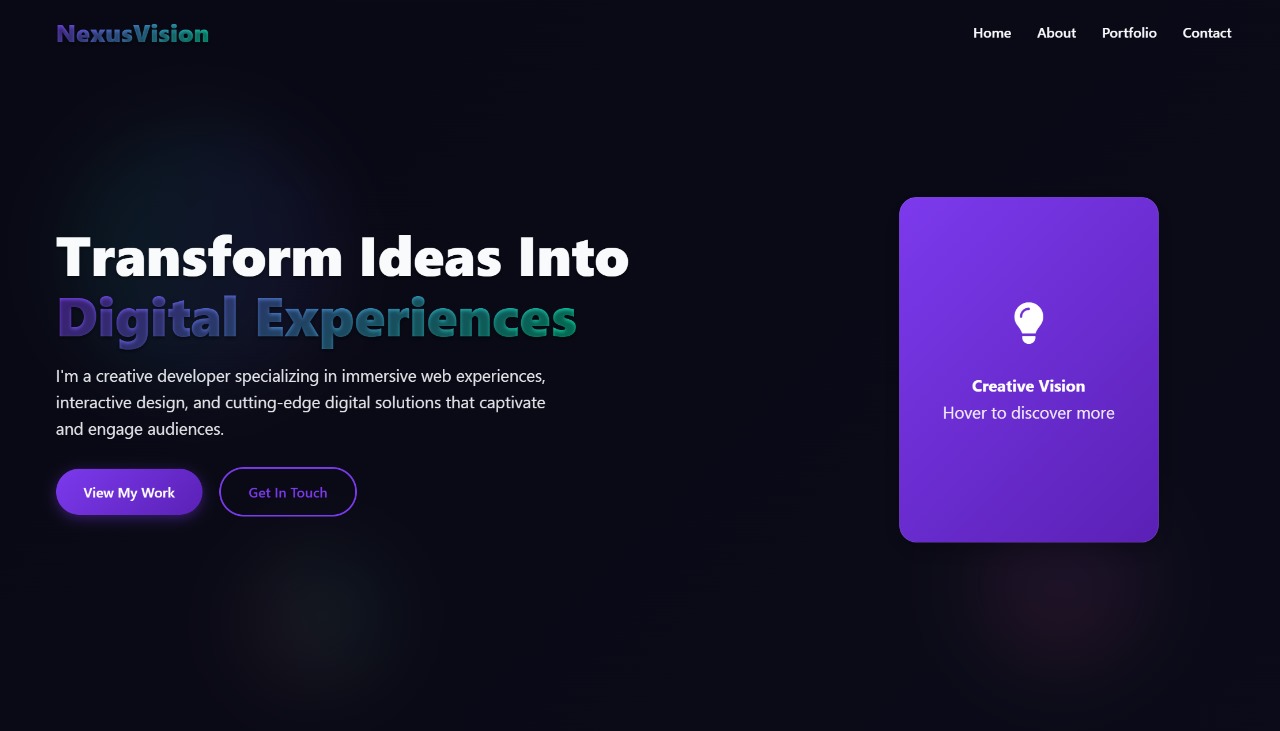 NexusVision
Home About Portfolio Contact
Transform Ideas Into
Digital Experiences
I'm a creative developer specializing in immersive web experiences,
interactive design, and cutting-edge digital solutions that captivate
and engage audiences.
View My Work Get In Touch
Creative Vision
Hover to discover more